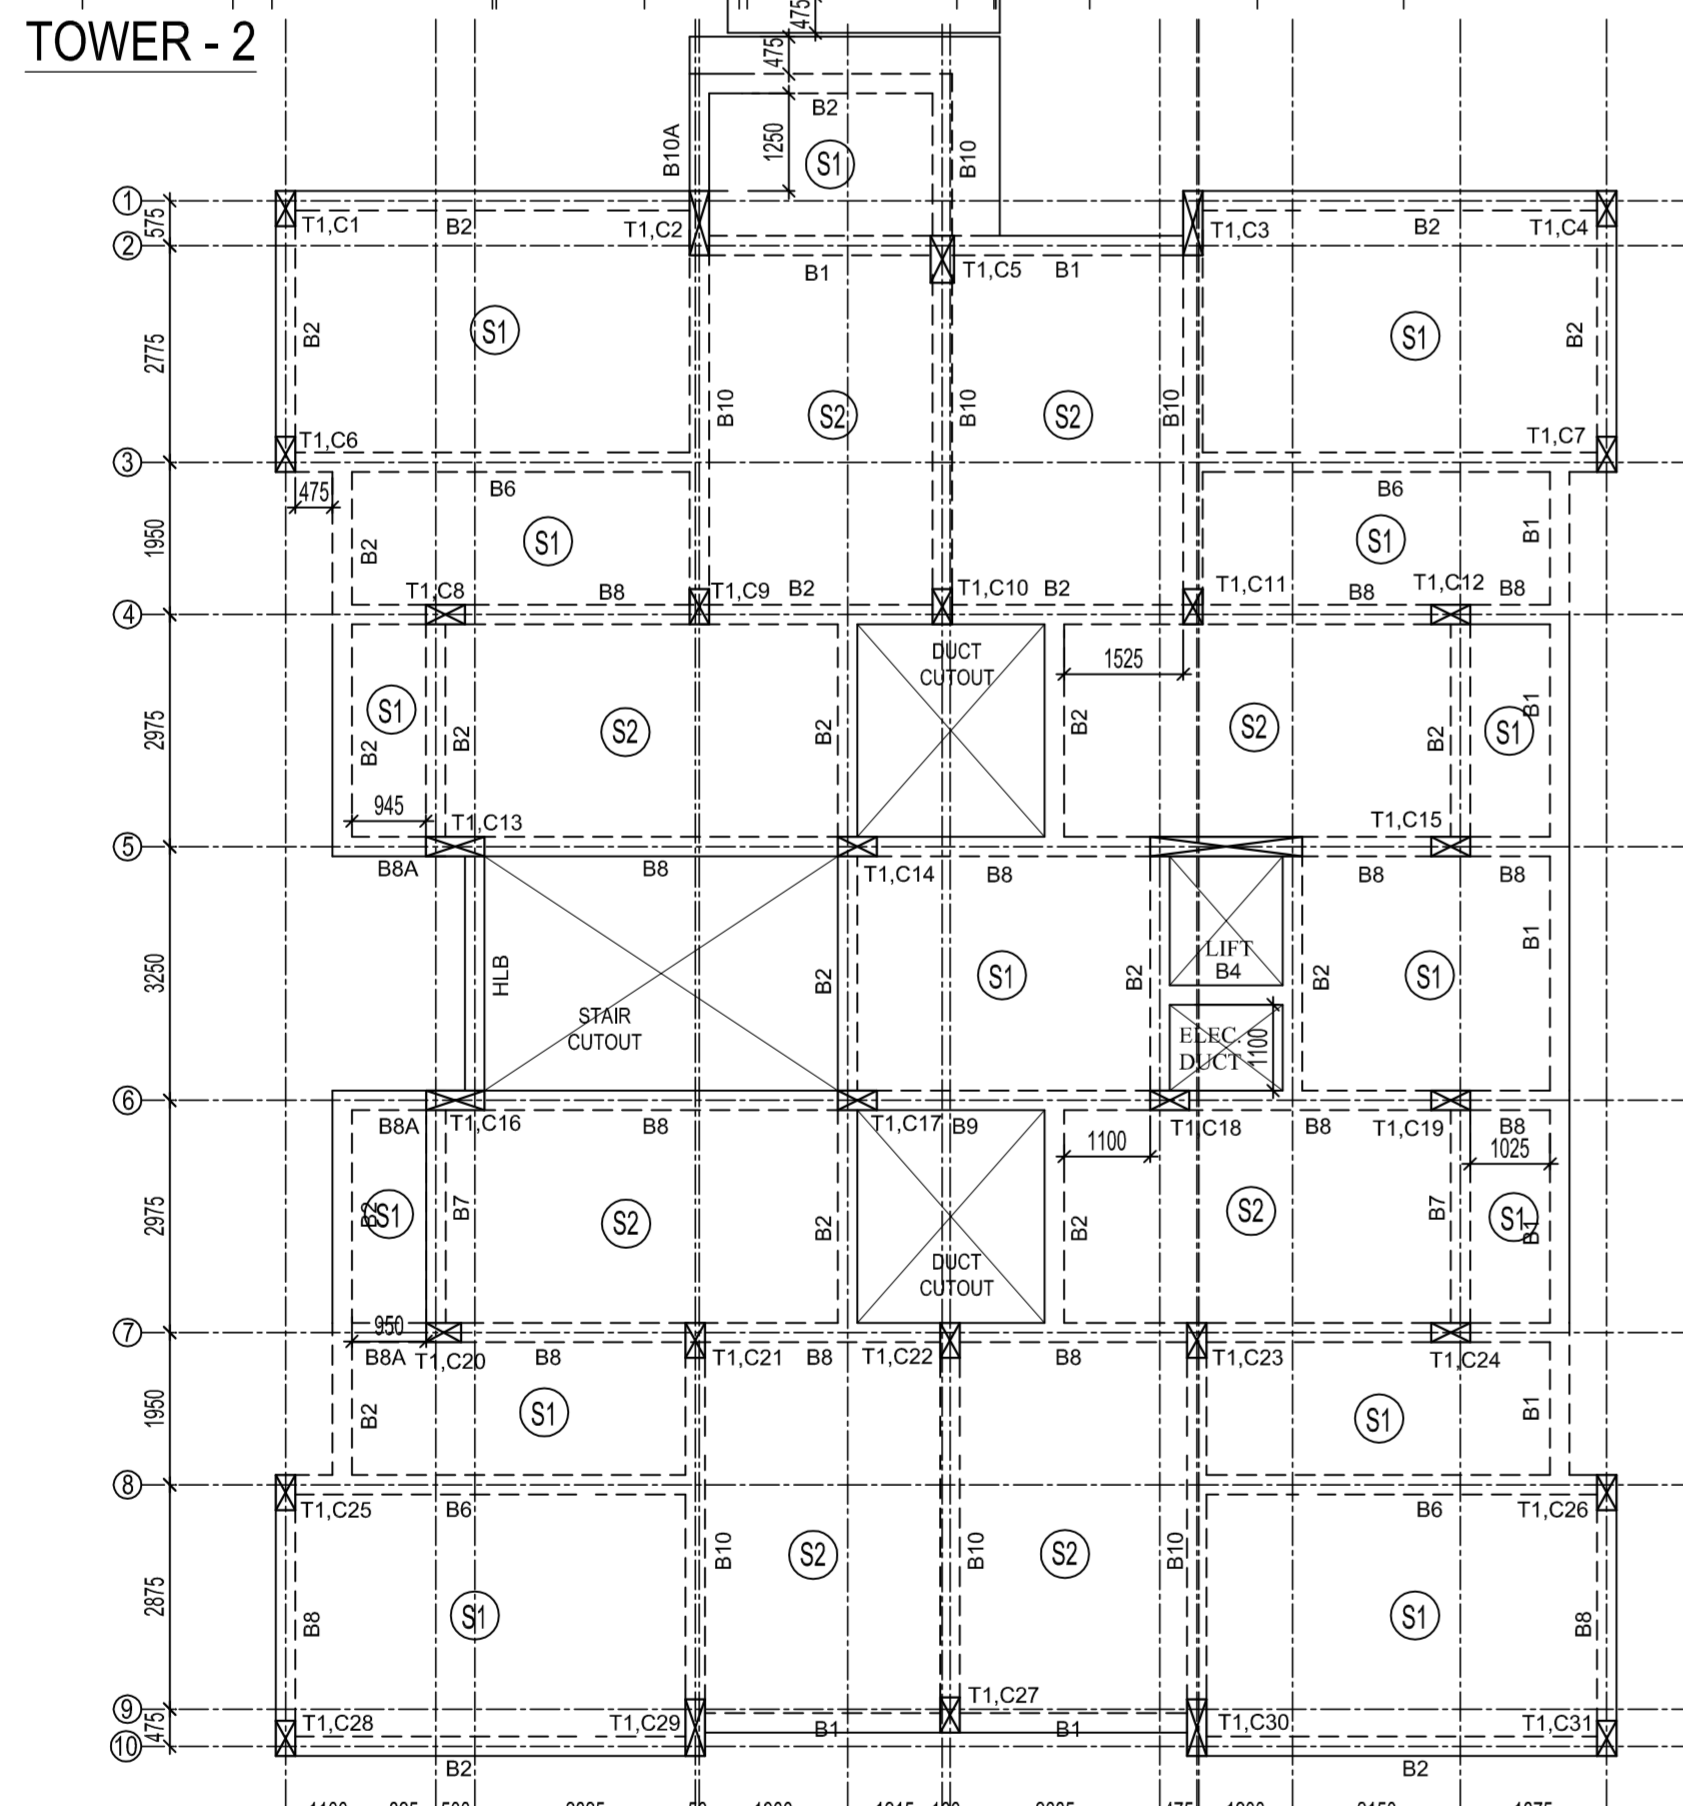 TOWER - 2
475
475
B2
1250
B10A
S1
B10
1
T1,C1
B2
T1,C2
T1,C3
B2
T1,C4
575
2
B1
T1,C5
B1
B2
S1
S1
B2
2775
B10
S2
B10
S2
B10
T1,C6
T1,C7
3
475
B6
B6
1950
B2
S1
S1
B1
T1,C8
B8
T1,C9
B2
T1,C10
B2
T1,C11
B8
T1,C12
B8
4
DUCT
CUTOUT
1525
2975
S1
B2
B2
S2
B2
B2
S2
B2
S1
B1
945
T1,C13
T1,C15
5
B8A
B8
T1,C14
B8
B8
B8
3250
HLB
STAIR
CUTOUT
B2
S1
B2
LIFT
B4
B2
S1
B1
ELEC.
DUCT
1100
6
B8A
T1,C16
B8
T1,C17
B9
T1,C18
B8
T1,C19
B8
1100
1025
2975
B2
S1
B7
S2
B2
B2
S2
B7
S1
B1
DUCT
CUTOUT
7
950
B8A
T1,C20
B8
T1,C21
B8
T1,C22
B8
T1,C23
T1,C24
1950
B2
S1
S1
B1
8
T1,C25
B6
B6
T1,C26
2875
B8
S1
B10
S2
B10
S2
B10
S1
B8
9
T1,C27
475
T1,C28
T1,C29
B1
B1
T1,C30
T1,C31
10
B2
B2